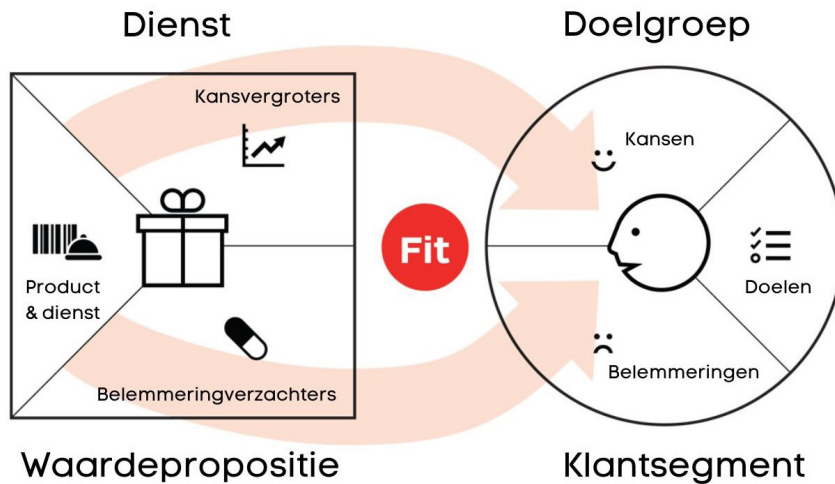 Dienst
Doelgroep
Kansvergroters
Kansen
Product
& dienst
Fit
Doelen
Belemmeringverzachters
Belemmeringen
Waardepropositie
Klantsegment